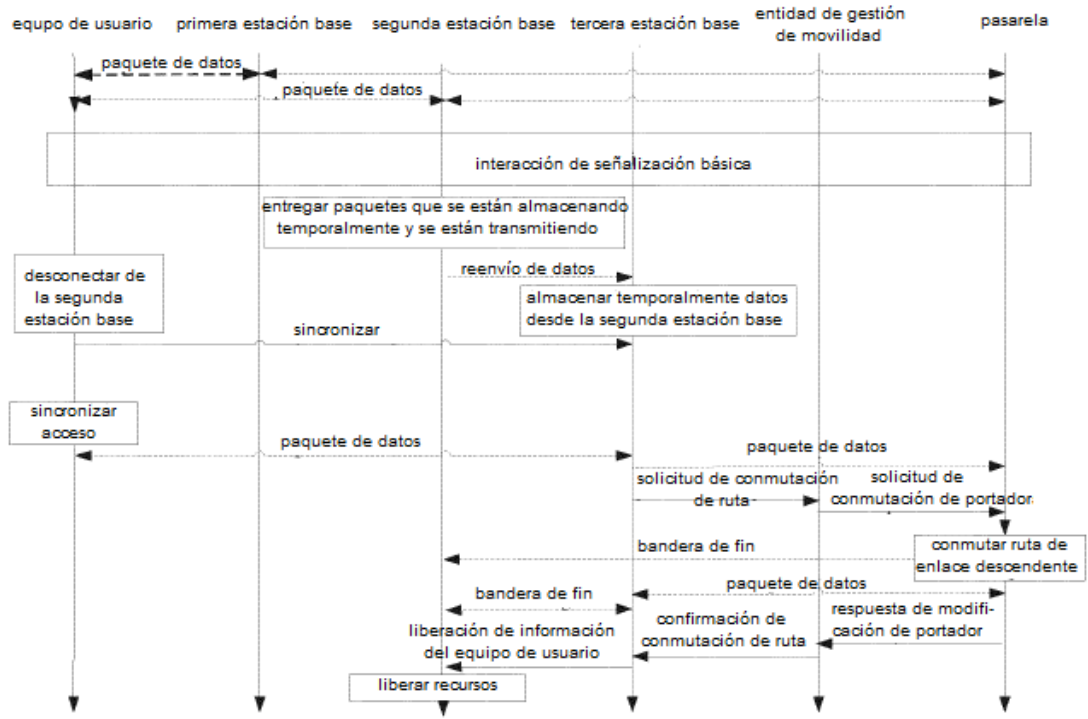 equpo de usuario
primera estación base
segunda estación base
tercera estación base
entidad de gestión
de movilidad
pasarela
paquete de datos
paquete de datos
interacción de señalización básica
entregar paquetes que se están almacenando
temporalmente y se están transmitiendo
desconectar de
la segunda
estación base
reenvío de datos
almacenar temporalmente datos
desde la segunda estación base
sincronizar
sincronizar
acceso
paquete de datos
paquete de datos
solicitud de conmutación
de ruta
solicitud de
conmutación de portador
bandera de fin
conmutar ruta de
enlace descendente
paquete de datos
bandera de fin
respuesta de modifi-
cación de portador
confirmación de
conmutación de ruta
liberación de información
del equipo de usuario
liberar recursos